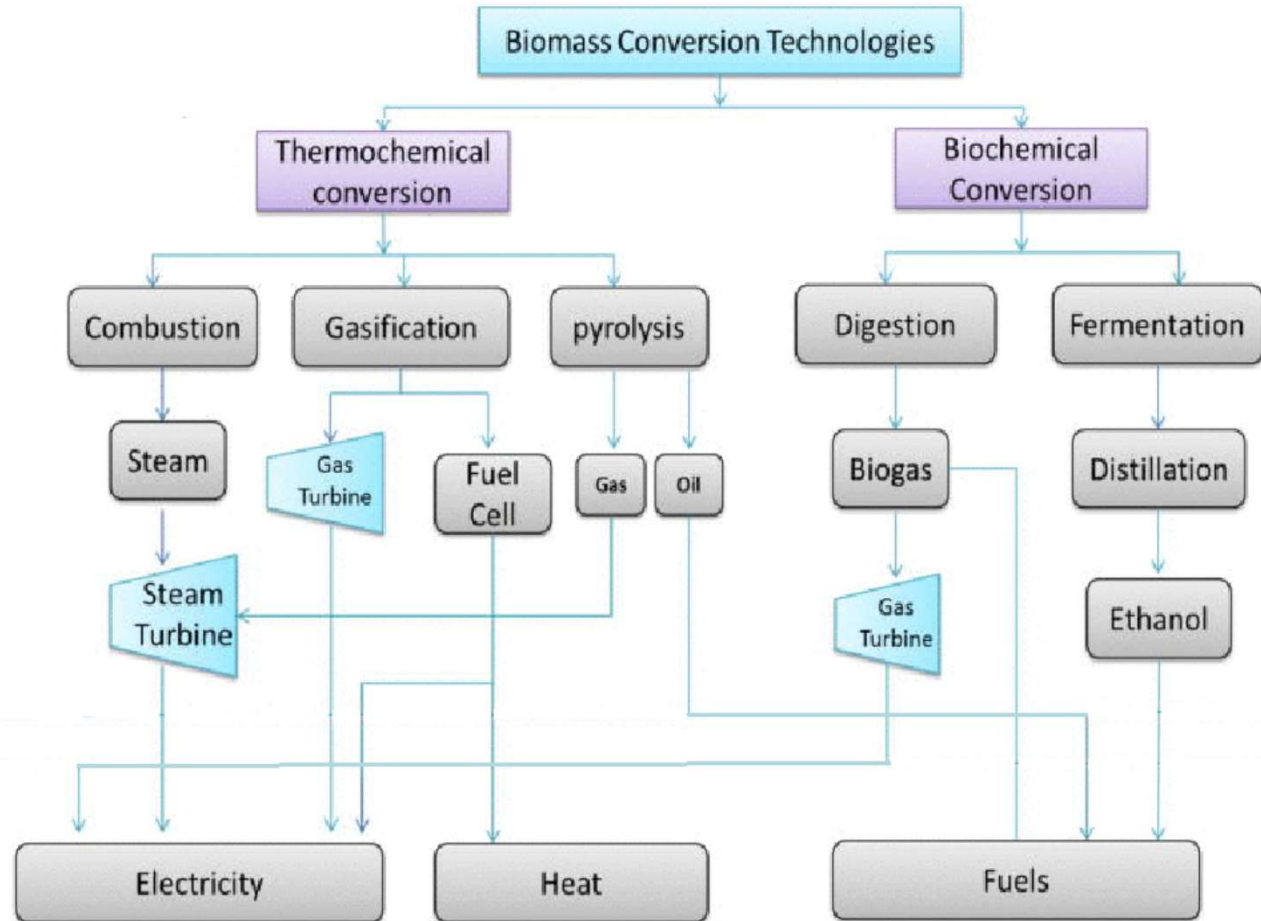 Biomass Conversion Technologies
Thermochemical
conversion
Biochemical
Conversion
Combustion
Gasification
pyrolysis
Digestion
Fermentation
Steam
Gas
Turbine
Fuel
Cell
Gas
Oil
Biogas
Distillation
Steam
Turbine
Gas
Turbine
Ethanol
Electricity
Heat
Fuels